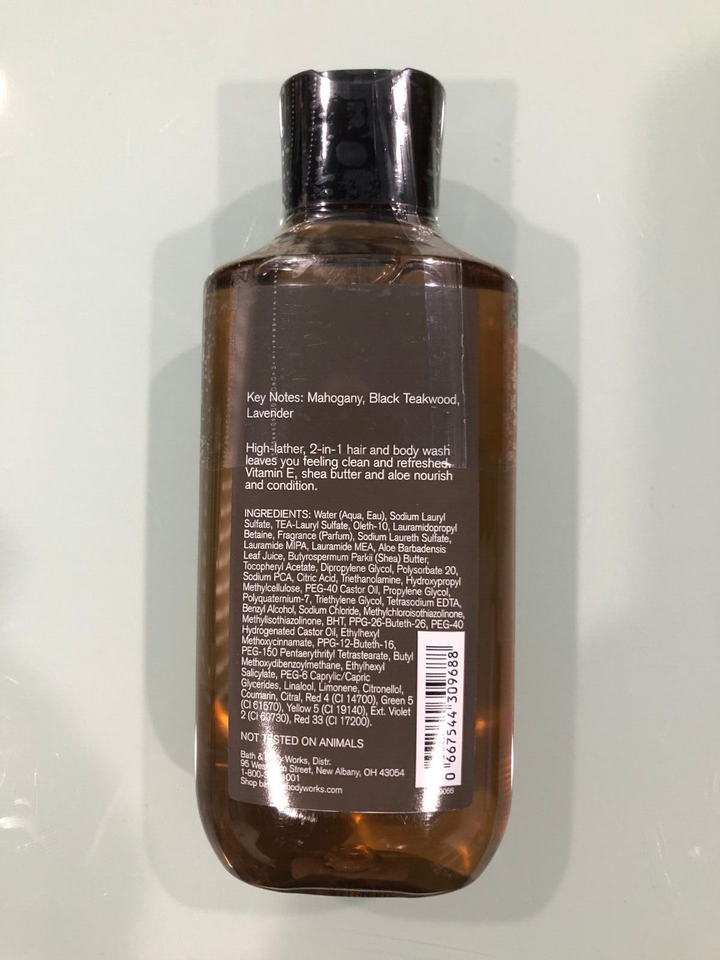 Key Notes: Mahogany, Black Teakwood,
Lavender
High-lather, 2-in-1 hair and body wash
leaves you feeling clean and refreshed.
Vitamin E, shea butter and aloe nourish
and condition.
INGREDIENTS: Water (Aqua, Eau), Sodium Lauryl
Sulfate, TEA-Lauryl Sulfate, Oleth-10, Lauramidopropyl
Betaine, Fragrance (Parfum), Sodium Laureth Sulfate,
Lauramide MIPA, Lauramide MEA, Aloe Barbadensis
Leaf Juice, Butyrospermum Parkii (Shea) Butter,
Tocopheryl Acetate, Dipropylene Glycol, Polysorbate 20,
Sodium PCA, Citric Acid, Triethanolamine, Hydroxypropyl
Methylcellulose, PEG-40 Castor Oil, Propylene Glycol,
Polyquaternium-7, Triethylene Glycol, Tetrasodium EDTA,
Benzyl Alcohol, Sodium Chloride, Methylchloroisothiazolinone,
Methylisothiazolinone, BHT, PPG-26-Buteth-26, PEG-40
Hydrogenated Castor Oil, Ethylhexyl
Methoxycinnamate, PPG-12-Buteth-16,
PEG-150 Pentaerythrityl Tetrastearate, Butyl
Methoxydibenzoylmethane, Ethylhexyl
Salicylate, PEG-6 Caprylic/Capric
Glycerides, Linalool, Limonene, Citronellol,
Coumarin, Citral, Red 4 (CI 14700), Green 5
(CI 61570), Yellow 5 (CI 19140), Ext. Violet
2 (CI 60730), Red 33 (CI 17200).
NOT TESTED ON ANIMALS
Bath & Works, Distr.
95 Street, New Albany, OH 43054
0 667544 309688